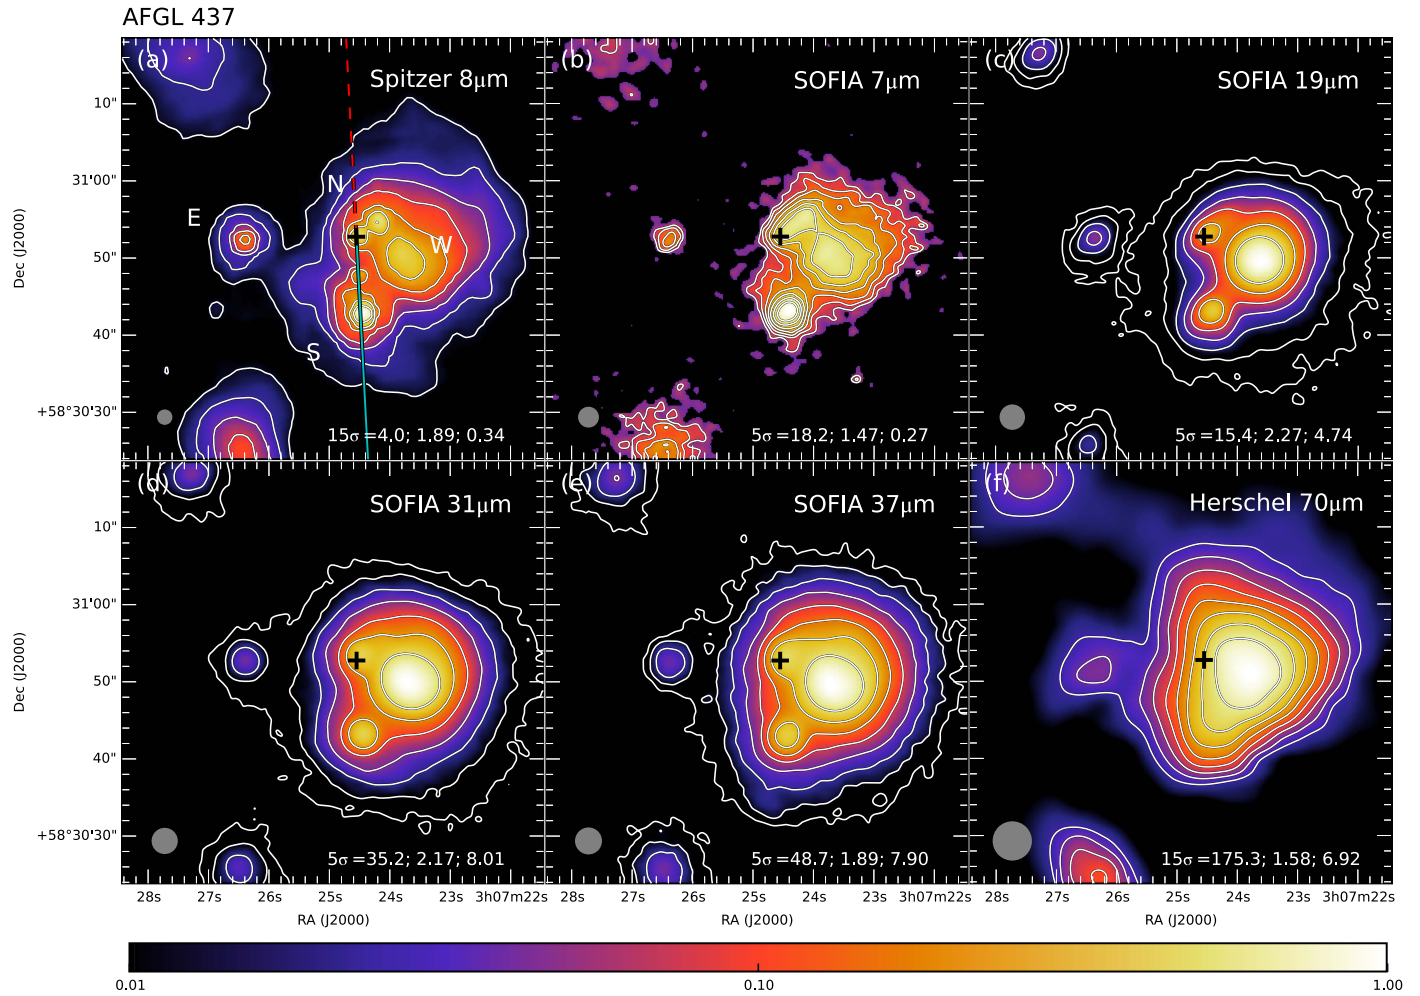 AFGL 437
(a)
Spitzer 8μm
N
E
W
S
15σ=4.0; 1.89; 0.34
(b)
SOFIA 7μm
5σ=18.2; 1.47; 0.27
(c)
SOFIA 19μm
5σ=15.4; 2.27; 4.74
10"
31'00"
50"
40"
+58°30'30"
Dec (J2000)
(d)
SOFIA 31μm
5σ=35.2; 2.17; 8.01
(e)
SOFIA 37μm
5σ=48.7; 1.89; 7.90
(f)
Herschel 70μm
15σ=175.3; 1.58; 6.92
10"
31'00"
50"
40"
+58°30'30"
Dec (J2000)
28s 27s 26s 25s 24s 23s 3h07m22s
RA (J2000)
28s 27s 26s 25s 24s 23s 3h07m22s
RA (J2000)
28s 27s 26s 25s 24s 23s 3h07m22s
RA (J2000)
0.01 0.10 1.00